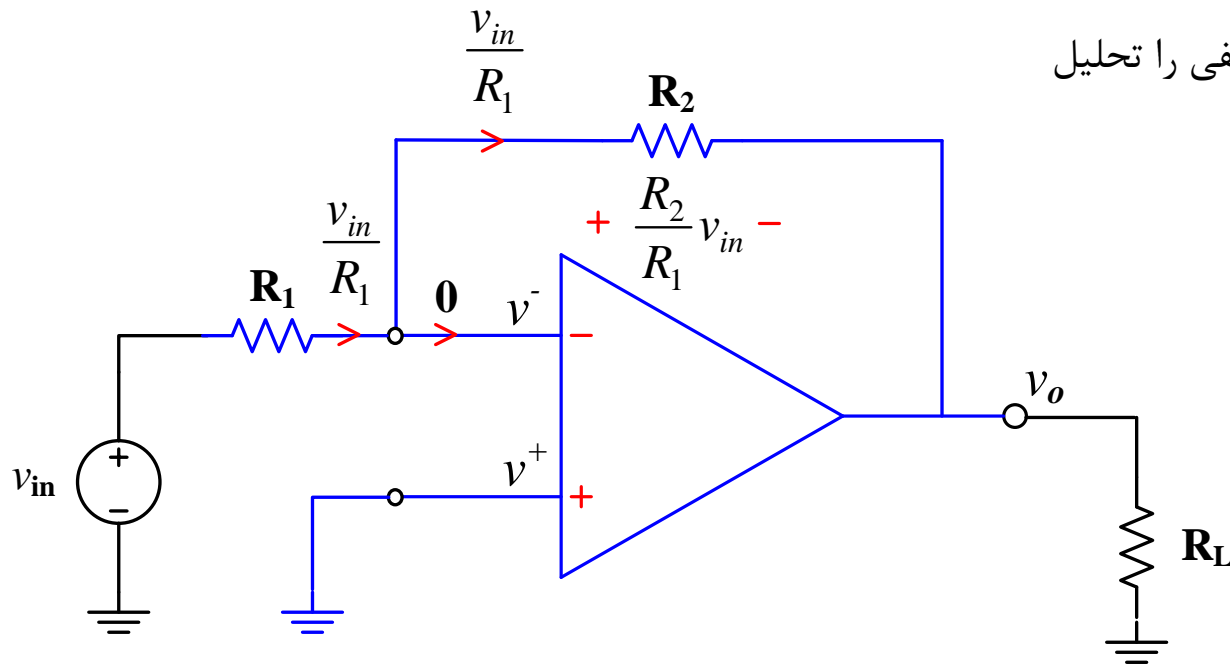 v_in / R_1
فی را تحلیل
R_2
+ (R_2 / R_1) v_in −
v_in / R_1
R_1
0
v^-
−
v_o
v_in
+
−
v^+
+
R_L